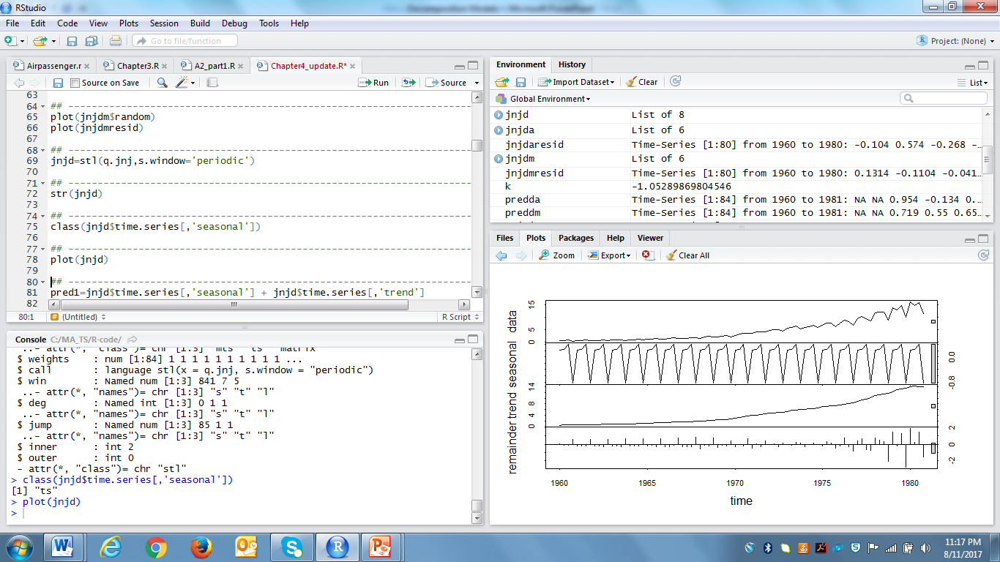 RStudio
File Edit Code View Plots Session Build Debug Tools Help
Go to file/function
Project: (None)
Airpassenger.r
Chapter3.R
A2_part1.R
Chapter4_update.R*
Source on Save
Run
Source
63
64 ## ----------------------------------------------------------------------
65 plot(jnjdm$random)
66 plot(jnjdmresid)
67
68 ## ----------------------------------------------------------------------
69 jnjd=stl(q.jnj,s.window='periodic')
70
71 ## ----------------------------------------------------------------------
72 str(jnjd)
73
74 ## ----------------------------------------------------------------------
75 class(jnjd$time.series[,'seasonal'])
76
77 ## ----------------------------------------------------------------------
78 plot(jnjd)
79
80 ## ----------------------------------------------------------------------
81 pred1=jnjd$time.series[,'seasonal'] + jnjd$time.series[,'trend']
82
80:1 # (Untitled) R Script
Console C:/MA_TS/R-code/
..- attr(*, "class")= chr [1:3] "mts" "ts" "matrix"
$ weights : num [1:84] 1 1 1 1 1 1 1 1 1 1 ...
$ call : language stl(x = q.jnj, s.window = "periodic")
$ win : Named num [1:3] 841 7 5
..- attr(*, "names")= chr [1:3] "s" "t" "l"
$ deg : Named int [1:3] 0 1 1
..- attr(*, "names")= chr [1:3] "s" "t" "l"
$ jump : Named num [1:3] 85 1 1
..- attr(*, "names")= chr [1:3] "s" "t" "l"
$ inner : int 2
$ outer : int 0
- attr(*, "class")= chr "stl"
> class(jnjd$time.series[,'seasonal'])
[1] "ts"
> plot(jnjd)
>
Environment History
Import Dataset Clear List
Global Environment
jnjd List of 8
jnjda List of 6
jnjdaresid Time-Series [1:80] from 1960 to 1980: -0.104 0.574 -0.268 -…
jnjdm List of 6
jnjdmresid Time-Series [1:80] from 1960 to 1980: 0.1314 -0.1104 -0.041…
k -1.05289869804546
predda Time-Series [1:84] from 1960 to 1981: NA NA 0.954 -0.134 0.…
preddm Time-Series [1:84] from 1960 to 1981: NA NA 0.719 0.55 0.65…
Files Plots Packages Help Viewer
Zoom Export Clear All
data
5 15
seasonal
-0.8 0.0
trend
0 4 8 14
remainder
-2 0 2
1960 1965 1970 1975 1980
time
11:17 PM
8/11/2017